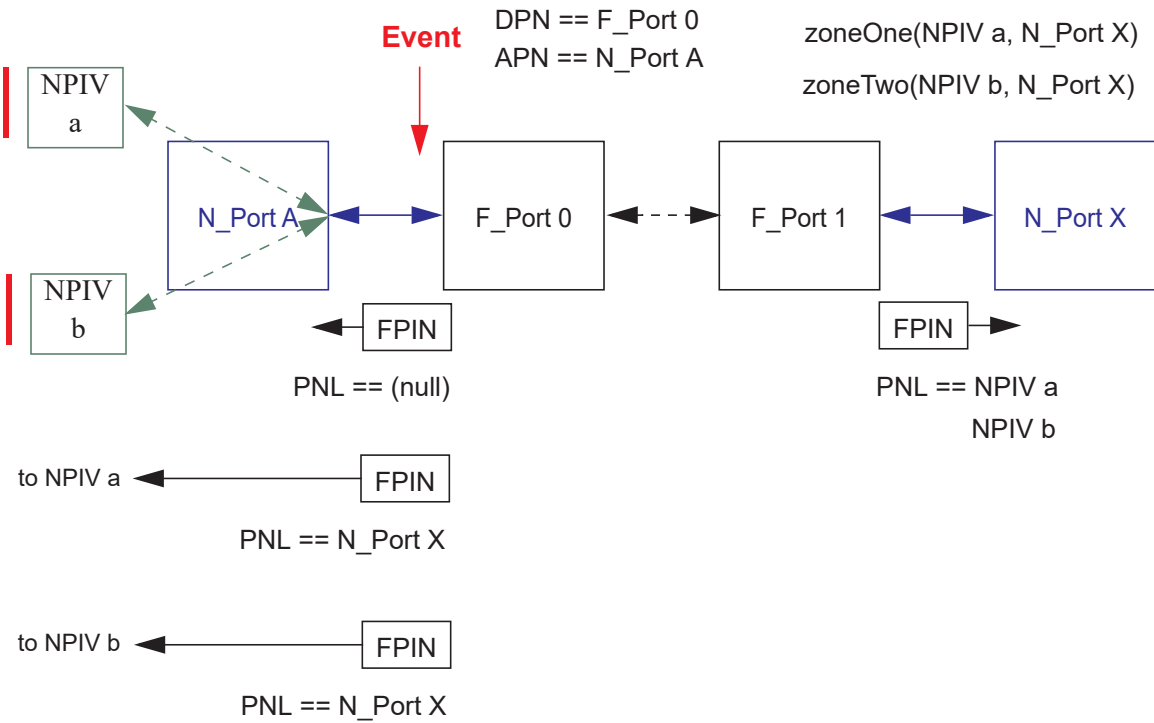 DPN == F_Port 0
Event
zoneOne(NPIV a, N_Port X)
APN == N_Port A
zoneTwo(NPIV b, N_Port X)
NPIV
a
N_Port A
F_Port 0
F_Port 1
N_Port X
NPIV
b
FPIN
FPIN
PNL == (null)
PNL == NPIV a
NPIV b
to NPIV a
FPIN
PNL == N_Port X
to NPIV b
FPIN
PNL == N_Port X